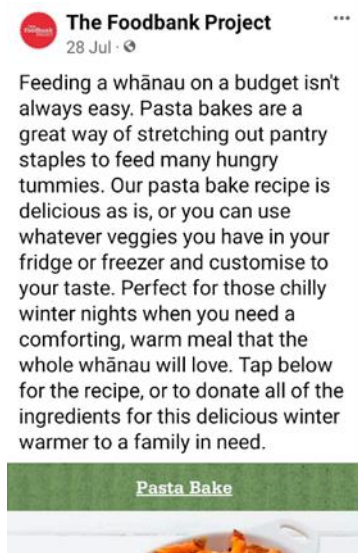 The Foodbank Project
28 Jul ·
Feeding a whānau on a budget isn't
always easy. Pasta bakes are a
great way of stretching out pantry
staples to feed many hungry
tummies. Our pasta bake recipe is
delicious as is, or you can use
whatever veggies you have in your
fridge or freezer and customise to
your taste. Perfect for those chilly
winter nights when you need a
comforting, warm meal that the
whole whānau will love. Tap below
for the recipe, or to donate all of the
ingredients for this delicious winter
warmer to a family in need.
Pasta Bake